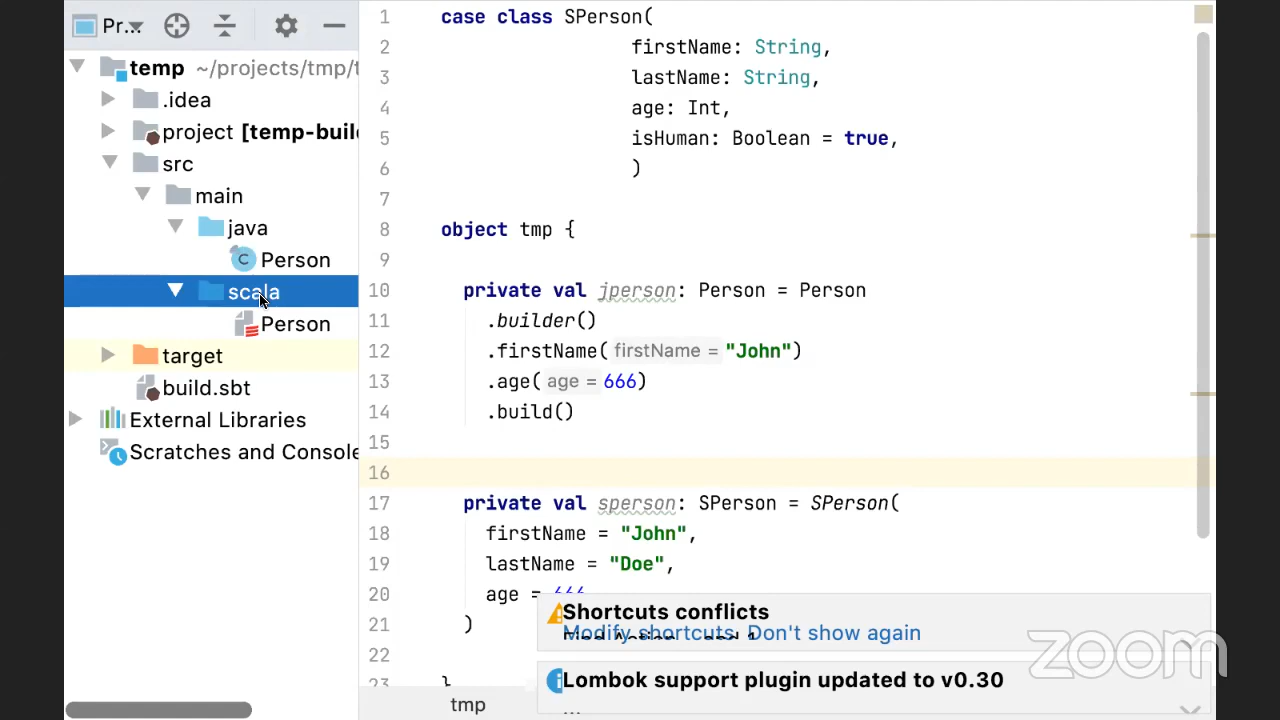 Pr...
temp ~/projects/tmp/t
.idea
project [temp-buil
src
main
java
Person
scala
Person
target
build.sbt
External Libraries
Scratches and Console
1 case class SPerson(
2 firstName: String,
3 lastName: String,
4 age: Int,
5 isHuman: Boolean = true,
6 )
7
8 object tmp {
9
10 private val jperson: Person = Person
11 .builder()
12 .firstName( firstName = "John")
13 .age( age = 666)
14 .build()
15
16
17 private val sperson: SPerson = SPerson(
18 firstName = "John",
19 lastName = "Doe",
20 age = 666
21 )
22
23 }
Shortcuts conflicts
Modify shortcuts Don't show again
Lombok support plugin updated to v0.30
...
tmp
zoom